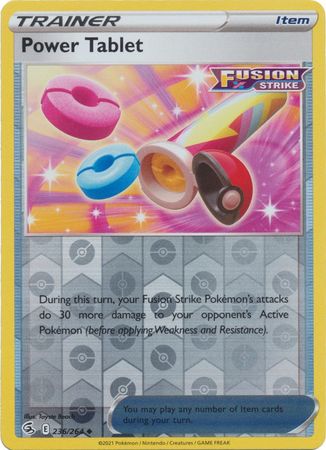 TRAINER
Item
Power Tablet
FUSION
STRIKE
During this turn, your Fusion Strike Pokémon's attacks
do 30 more damage to your opponent's Active
Pokémon (before applying Weakness and Resistance).
Illus. Toyste Beach
E 236/264
You may play any number of Item cards
during your turn.
©2021 Pokémon / Nintendo / Creatures / GAME FREAK